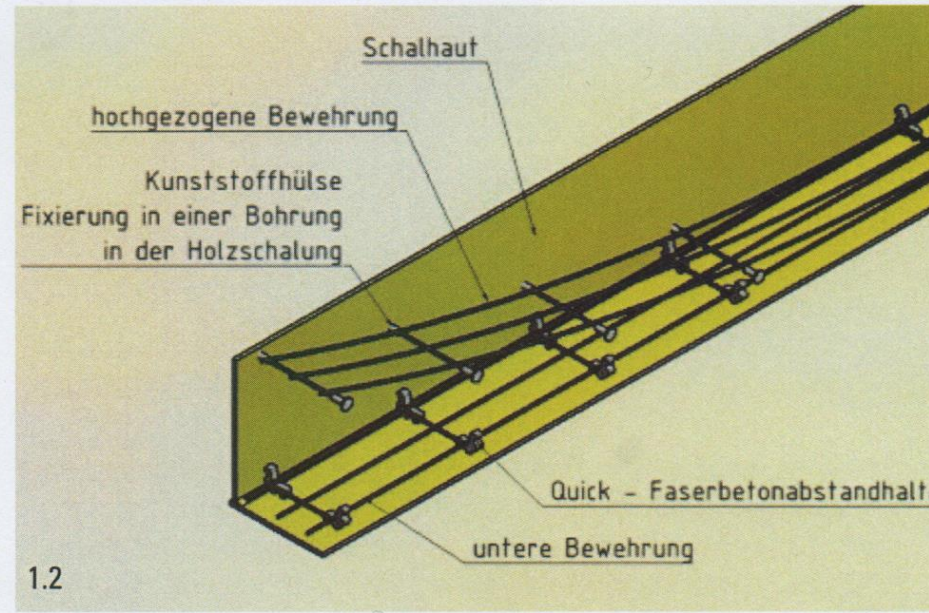 Schalhaut
hochgezogene Bewehrung
Kunststoffhülse
Fixierung in einer Bohrung
in der Holzschalung
Quick - Faserbetonabstandhalt
untere Bewehrung
1.2